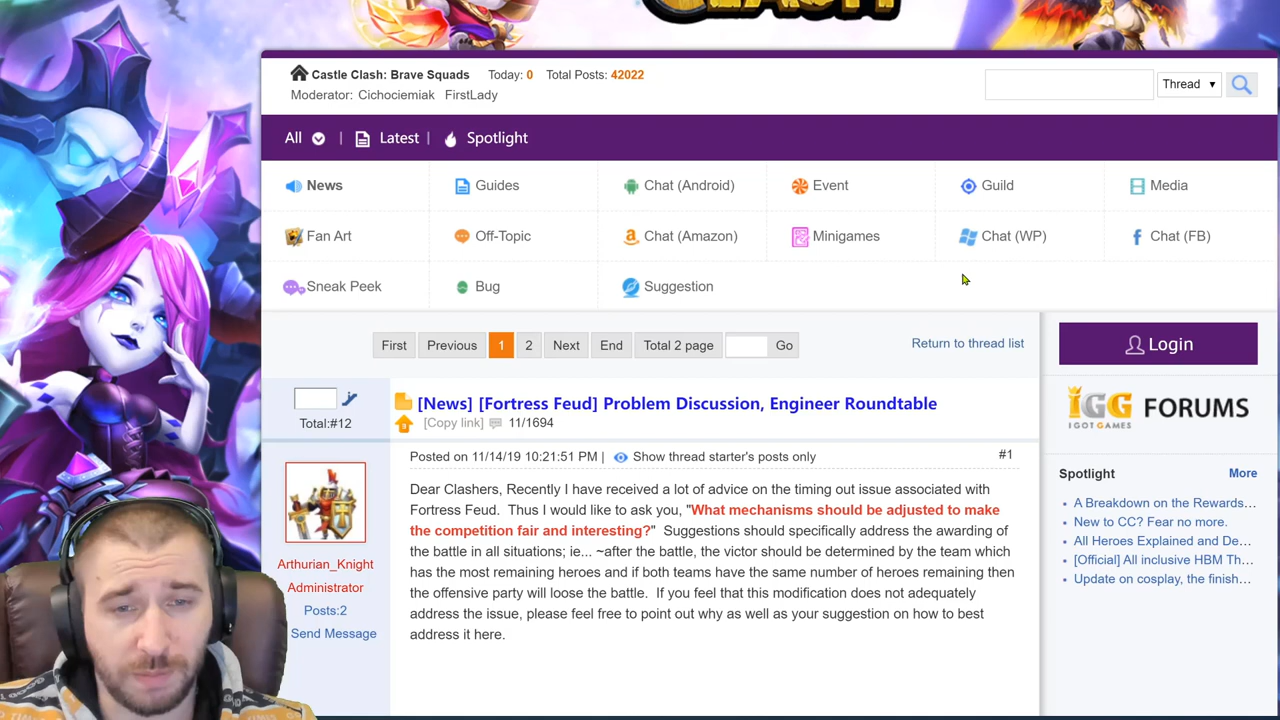 CLASH
Castle Clash: Brave Squads Today: 0 Total Posts: 42022
Moderator: Cichociemiak FirstLady
Thread
All | Latest | Spotlight
News Guides Chat (Android) Event Guild Media
Fan Art Off-Topic Chat (Amazon) Minigames Chat (WP) Chat (FB)
Sneak Peek Bug Suggestion
First Previous 1 2 Next End Total 2 page Go Return to thread list
Login
Total:#12
[News] [Fortress Feud] Problem Discussion, Engineer Roundtable
[Copy link] 11/1694
Posted on 11/14/19 10:21:51 PM | Show thread starter's posts only #1
Dear Clashers, Recently I have received a lot of advice on the timing out issue associated with
Fortress Feud. Thus I would like to ask you, "What mechanisms should be adjusted to make
the competition fair and interesting?" Suggestions should specifically address the awarding of
the battle in all situations; ie... ~after the battle, the victor should be determined by the team which
has the most remaining heroes and if both teams have the same number of heroes remaining then
the offensive party will loose the battle. If you feel that this modification does not adequately
address the issue, please feel free to point out why as well as your suggestion on how to best
address it here.
Arthurian_Knight
Administrator
Posts:2
Send Message
IGG FORUMS
I GOT GAMES
Spotlight More
A Breakdown on the Rewards...
New to CC? Fear no more.
All Heroes Explained and De...
[Official] All inclusive HBM Th...
Update on cosplay, the finish...